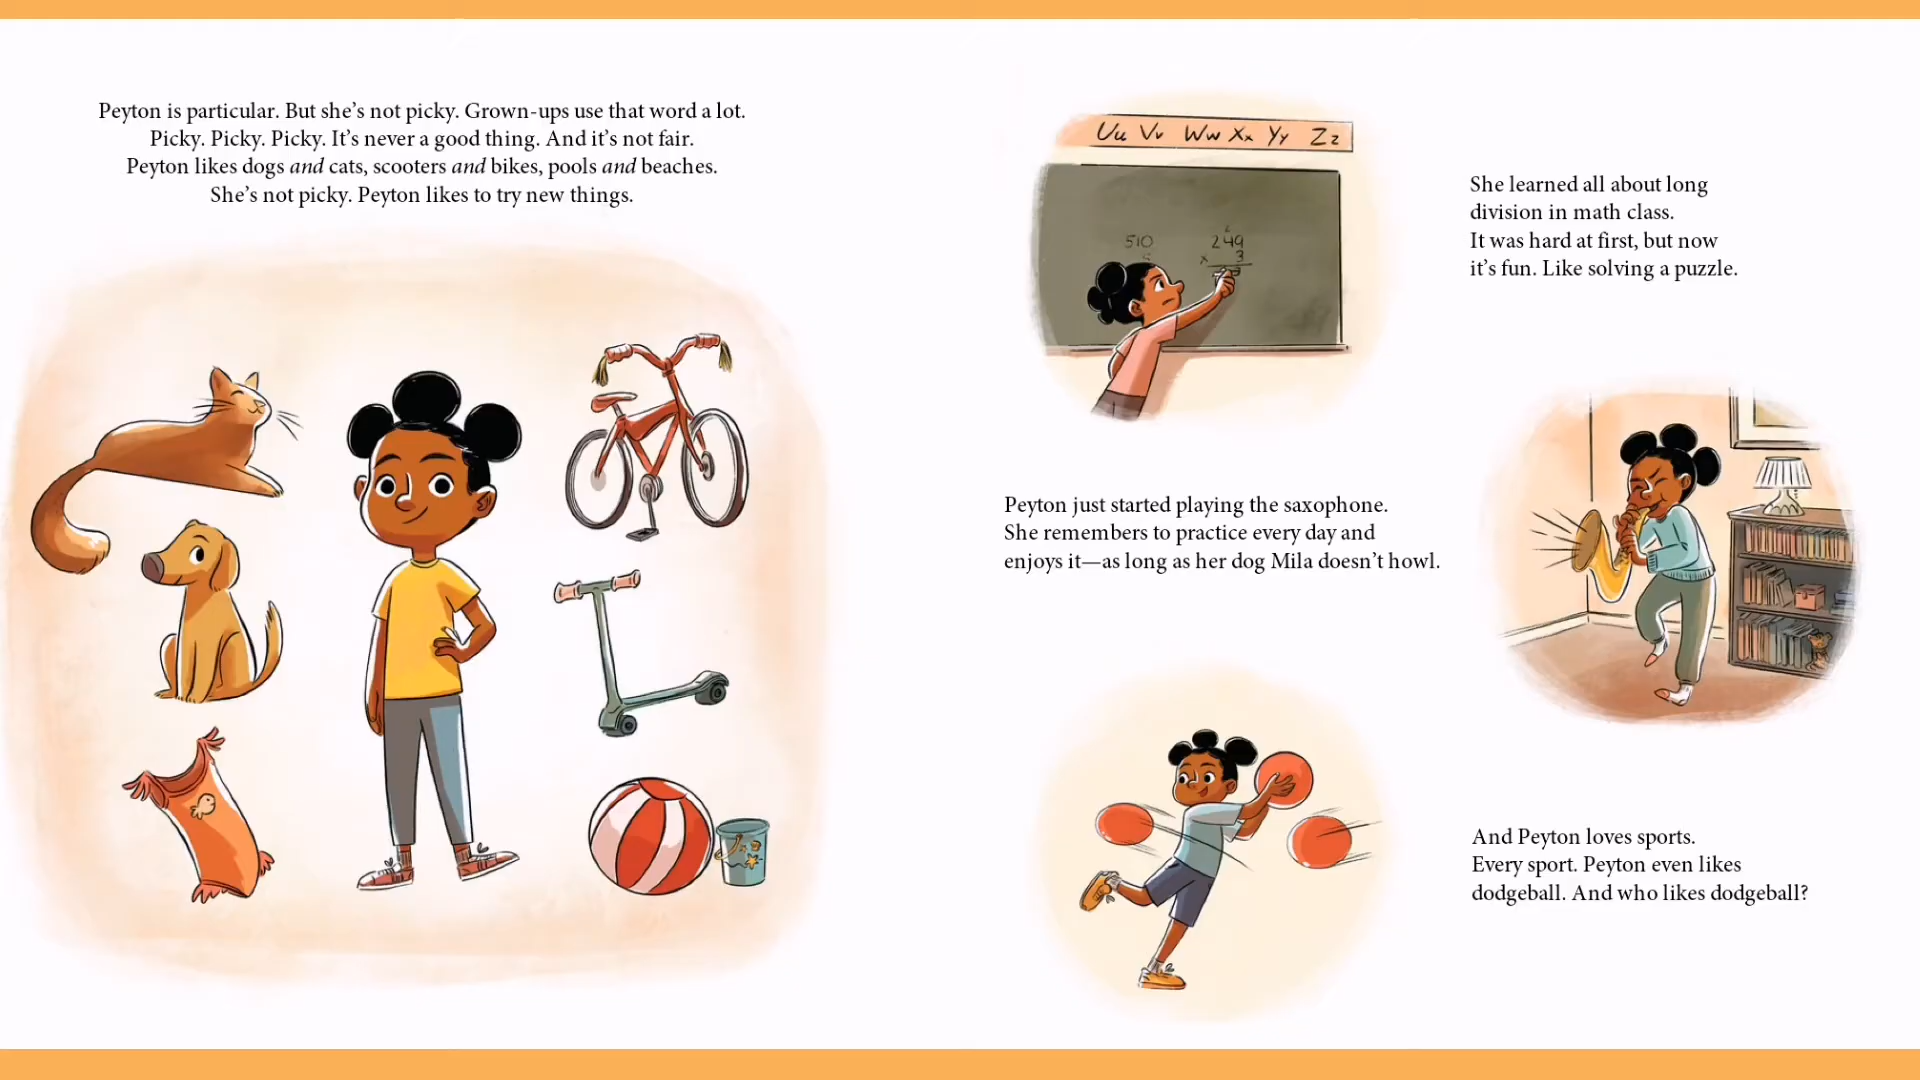 Peyton is particular. But she's not picky. Grown-ups use that word a lot.
Picky. Picky. Picky. It's never a good thing. And it's not fair.
Peyton likes dogs and cats, scooters and bikes, pools and beaches.
She's not picky. Peyton likes to try new things.
Uu Vv Ww Xx Yy Zz
510
249
x 3
She learned all about long
division in math class.
It was hard at first, but now
it's fun. Like solving a puzzle.
Peyton just started playing the saxophone.
She remembers to practice every day and
enjoys it—as long as her dog Mila doesn't howl.
And Peyton loves sports.
Every sport. Peyton even likes
dodgeball. And who likes dodgeball?